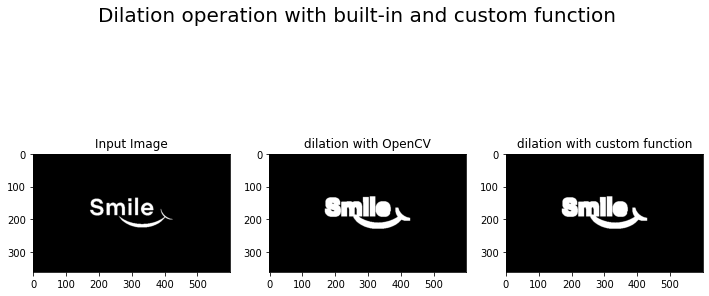 Dilation operation with built-in and custom function
Input Image
dilation with OpenCV
dilation with custom function
0
100
200
300
Smile
0 100 200 300 400 500
0
100
200
300
Smile
0 100 200 300 400 500
0
100
200
300
Smile
0 100 200 300 400 500